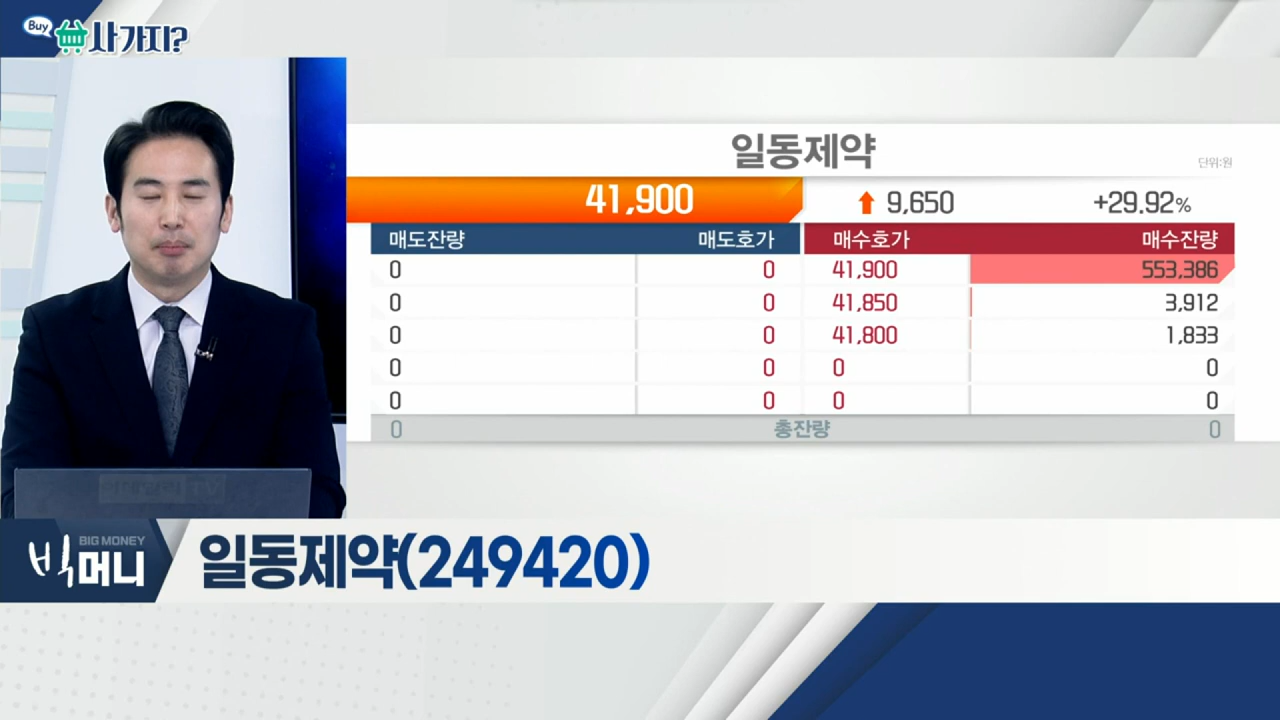 Buy
사가지?
일동제약
단위:원
41,900 9,650 +29.92%
매도잔량 매도호가 매수호가 매수잔량
0 0 41,900 553,386
0 0 41,850 3,912
0 0 41,800 1,833
0 0 0 0
0 0 0 0
0 총잔량 0
BIG MONEY
빅머니
일동제약(249420)